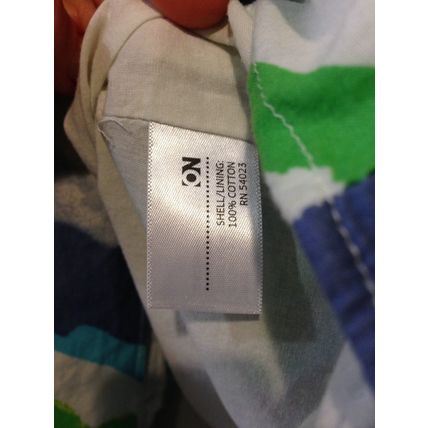 ON
SHELL/LINING:
100% COTTON
RN 54023